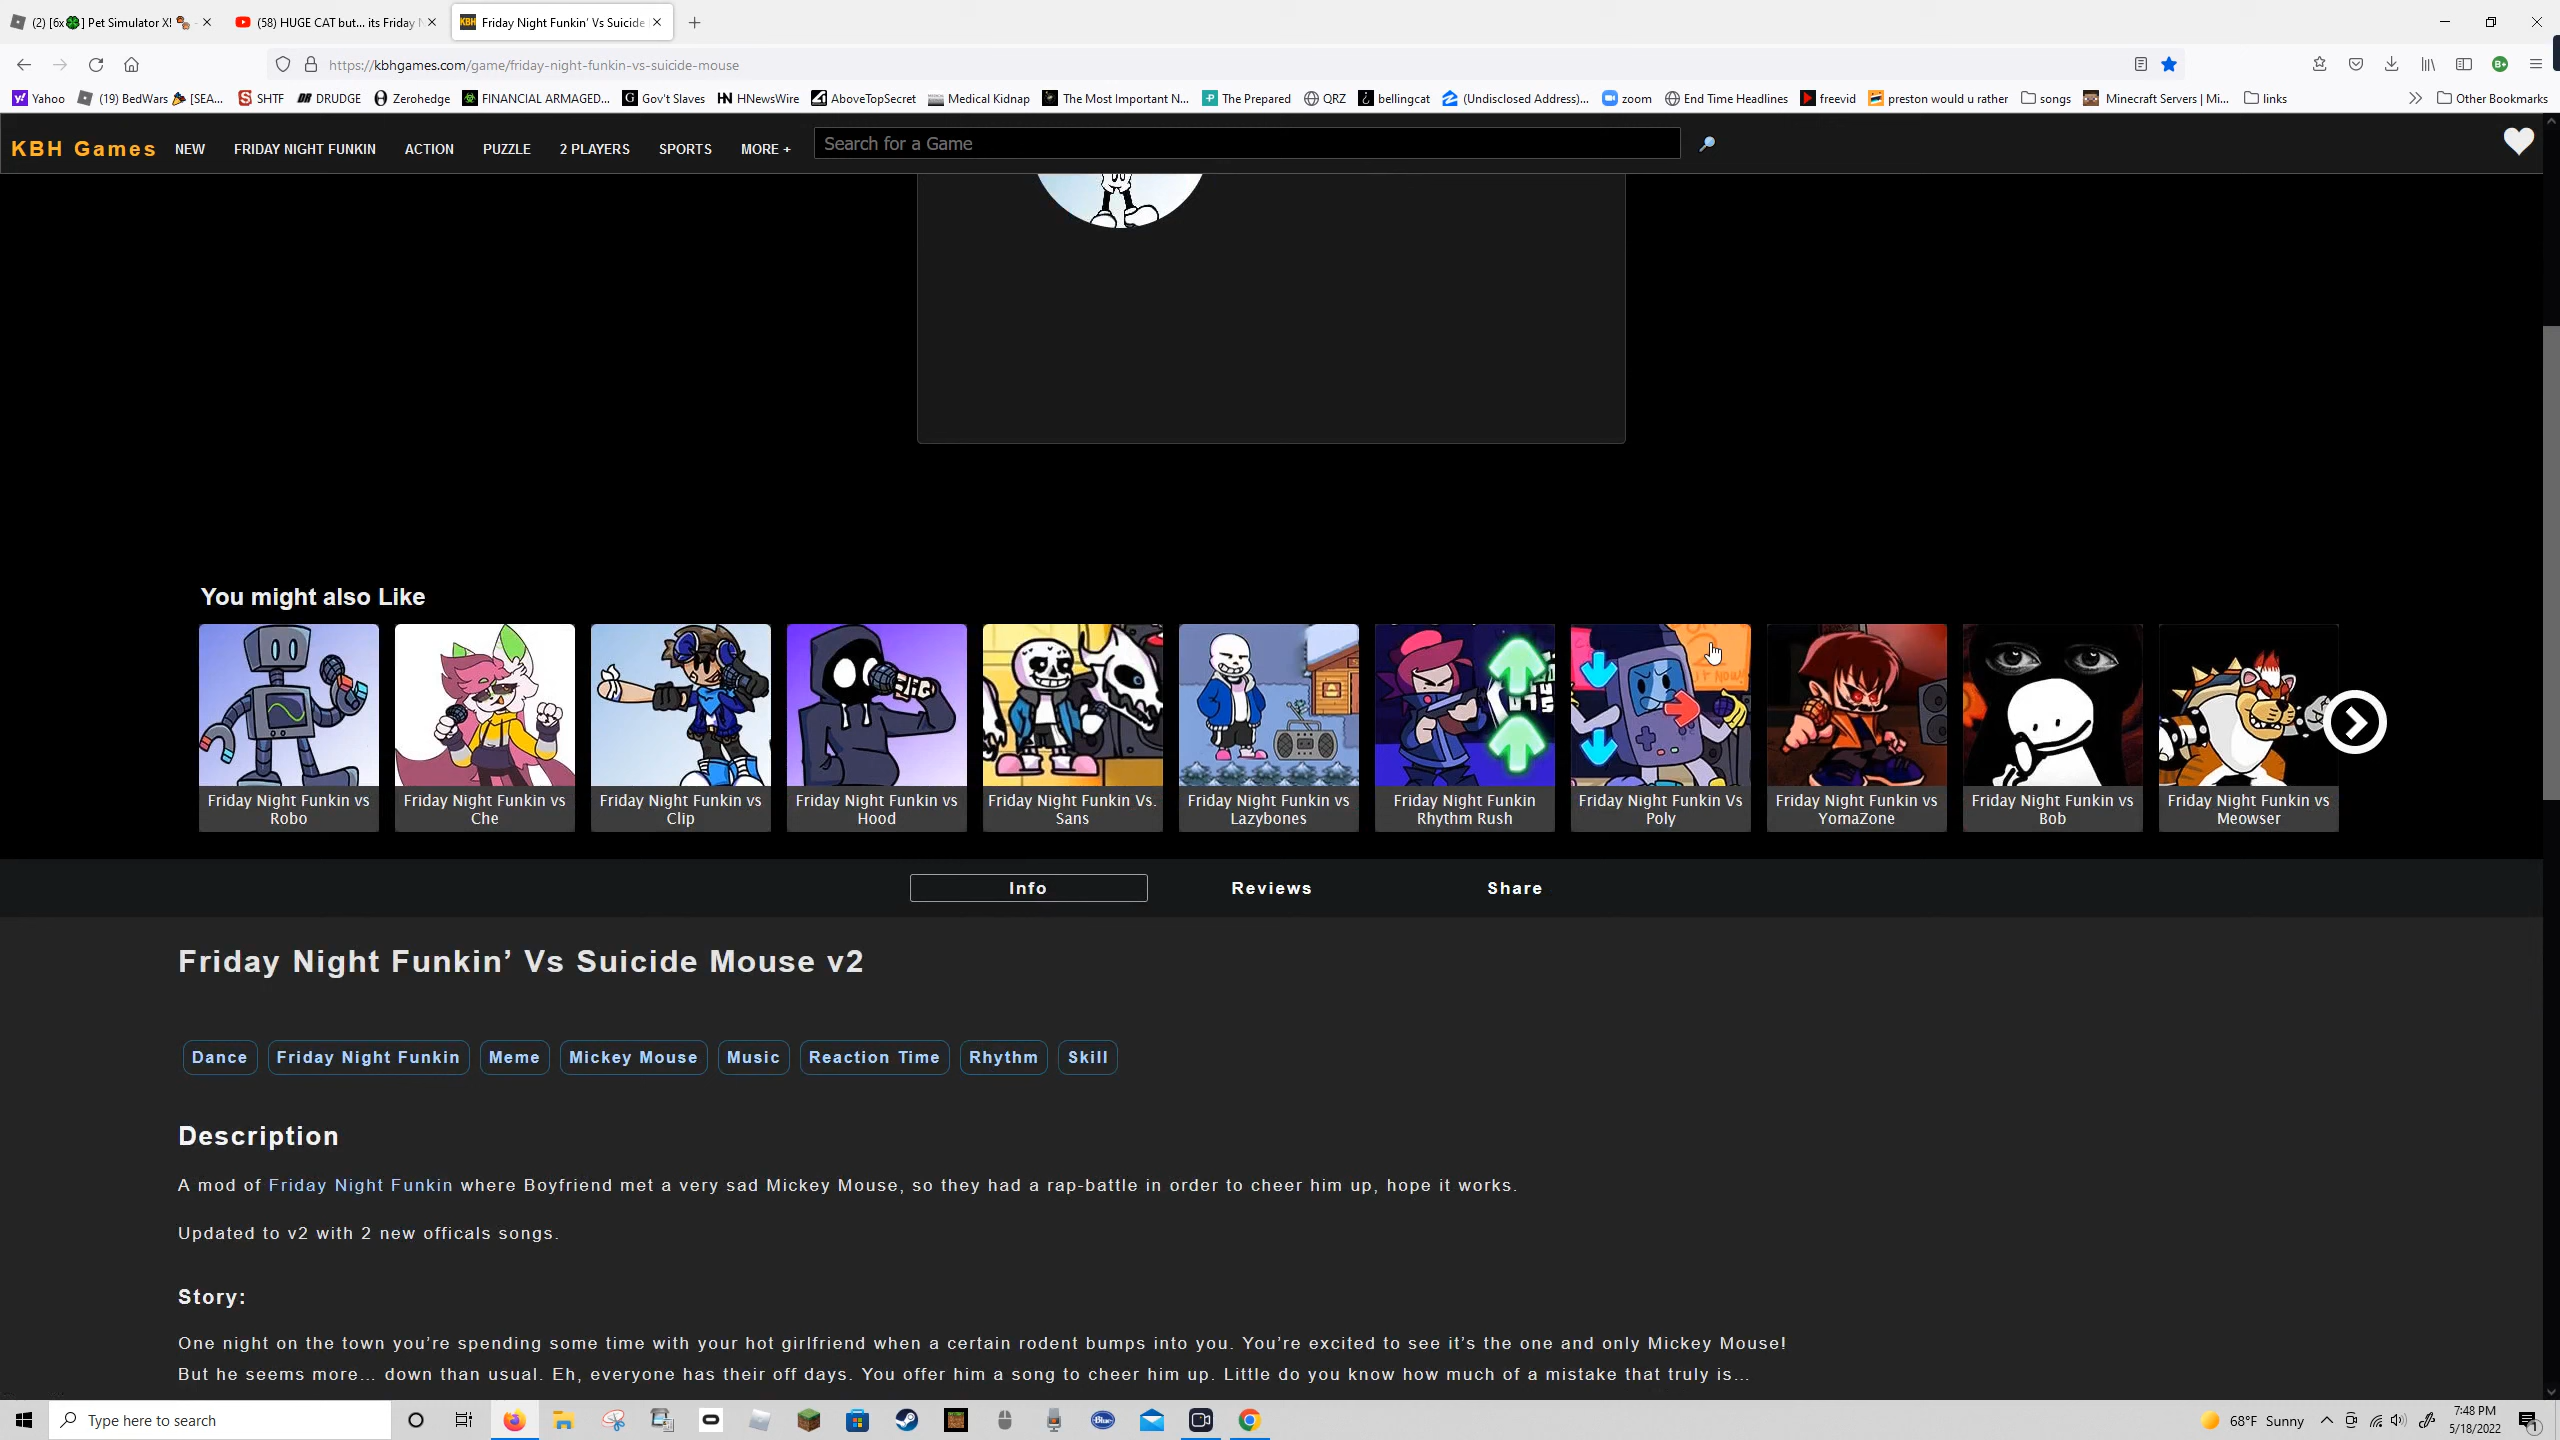 (2) [6x🍀] Pet Simulator X! 🐾 - (58) HUGE CAT but... its Friday N Friday Night Funkin' Vs Suicide
https://kbhgames.com/game/friday-night-funkin-vs-suicide-mouse
Yahoo (19) BedWars 🎉 [SEA... SHTF DRUDGE Zerohedge FINANCIAL ARMAGED... Gov't Slaves HNewsWire AboveTopSecret Medical Kidnap The Most Important N... The Prepared QRZ bellingcat (Undisclosed Address)... zoom End Time Headlines freevid preston would u rather songs Minecraft Servers | Mi... links Other Bookmarks
KBH Games NEW FRIDAY NIGHT FUNKIN ACTION PUZZLE 2 PLAYERS SPORTS MORE + Search for a Game
You might also Like
Friday Night Funkin vs Robo
Friday Night Funkin vs Che
Friday Night Funkin vs Clip
Friday Night Funkin vs Hood
Friday Night Funkin Vs. Sans
Friday Night Funkin vs Lazybones
Friday Night Funkin Rhythm Rush
Friday Night Funkin Vs Poly
Friday Night Funkin vs YomaZone
Friday Night Funkin vs Bob
Friday Night Funkin vs Meowser
Info Reviews Share
Friday Night Funkin’ Vs Suicide Mouse v2
Dance Friday Night Funkin Meme Mickey Mouse Music Reaction Time Rhythm Skill
Description
A mod of Friday Night Funkin where Boyfriend met a very sad Mickey Mouse, so they had a rap-battle in order to cheer him up, hope it works.
Updated to v2 with 2 new officals songs.
Story:
One night on the town you’re spending some time with your hot girlfriend when a certain rodent bumps into you. You’re excited to see it’s the one and only Mickey Mouse!
But he seems more… down than usual. Eh, everyone has their off days. You offer him a song to cheer him up. Little do you know how much of a mistake that truly is…
Type here to search 68°F Sunny 7:48 PM
5/18/2022